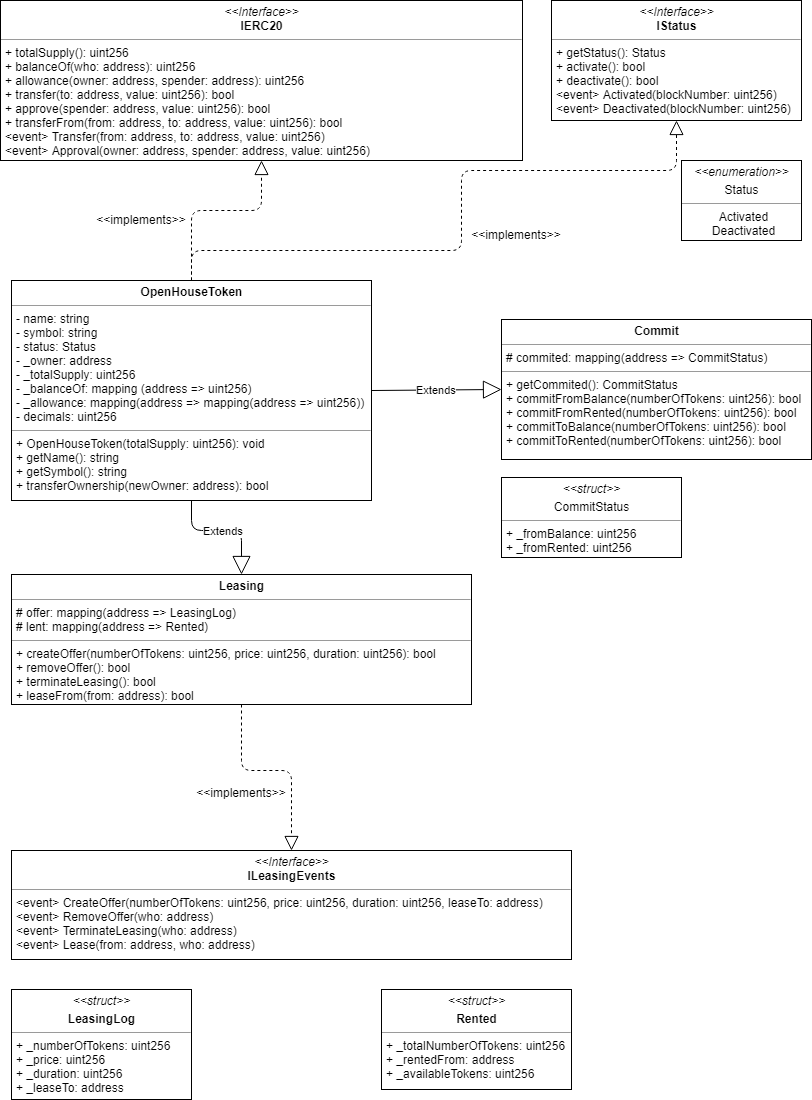 <<Interface>>
IERC20
+ totalSupply(): uint256
+ balanceOf(who: address): uint256
+ allowance(owner: address, spender: address): uint256
+ transfer(to: address, value: uint256): bool
+ approve(spender: address, value: uint256): bool
+ transferFrom(from: address, to: address, value: uint256): bool
<event> Transfer(from: address, to: address, value: uint256)
<event> Approval(owner: address, spender: address, value: uint256)
<<Interface>>
IStatus
+ getStatus(): Status
+ activate(): bool
+ deactivate(): bool
<event> Activated(blockNumber: uint256)
<event> Deactivated(blockNumber: uint256)
<<enumeration>>
Status
Activated
Deactivated
<<implements>>
<<implements>>
OpenHouseToken
- name: string
- symbol: string
- status: Status
- _owner: address
- _totalSupply: uint256
- _balanceOf: mapping (address => uint256)
- _allowance: mapping(address => mapping(address => uint256))
- decimals: uint256
+ OpenHouseToken(totalSupply: uint256): void
+ getName(): string
+ getSymbol(): string
+ transferOwnership(newOwner: address): bool
Extends
Commit
# commited: mapping(address => CommitStatus)
+ getCommited(): CommitStatus
+ commitFromBalance(numberOfTokens: uint256): bool
+ commitFromRented(numberOfTokens: uint256): bool
+ commitToBalance(numberOfTokens: uint256): bool
+ commitToRented(numberOfTokens: uint256): bool
<<struct>>
CommitStatus
+ _fromBalance: uint256
+ _fromRented: uint256
Extends
Leasing
# offer: mapping(address => LeasingLog)
# lent: mapping(address => Rented)
+ createOffer(numberOfTokens: uint256, price: uint256, duration: uint256): bool
+ removeOffer(): bool
+ terminateLeasing(): bool
+ leaseFrom(from: address): bool
<<implements>>
<<Interface>>
ILeasingEvents
<event> CreateOffer(numberOfTokens: uint256, price: uint256, duration: uint256, leaseTo: address)
<event> RemoveOffer(who: address)
<event> TerminateLeasing(who: address)
<event> Lease(from: address, who: address)
<<struct>>
LeasingLog
+ _numberOfTokens: uint256
+ _price: uint256
+ _duration: uint256
+ _leaseTo: address
<<struct>>
Rented
+ _totalNumberOfTokens: uint256
+ _rentedFrom: address
+ _availableTokens: uint256